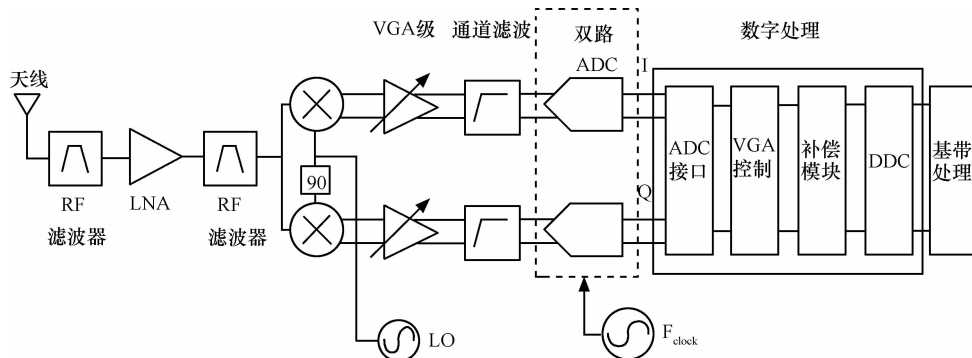 VGA级 通道滤波 双路 数字处理
ADC
天线
I
ADC
接口
VGA
控制
补偿
模块
DDC
基带
处理
90
Q
RF
滤波器
LNA
RF
滤波器
LO
F_clock